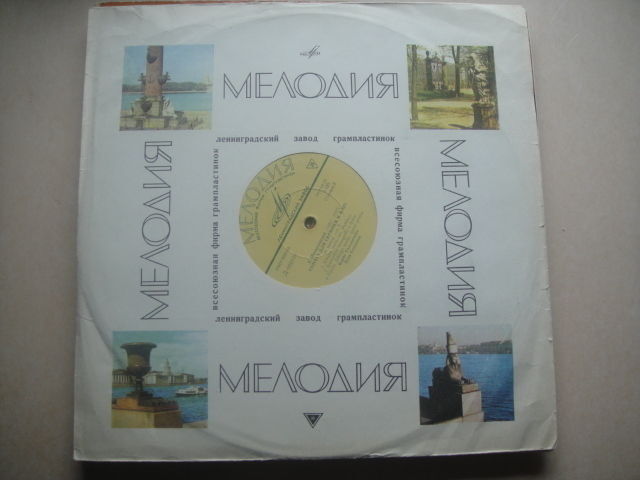 МЕЛОДИЯ
ленинградский завод грампластинок
МЕЛОДИЯ
всесоюзная фирма грампластинок
МЕЛОДИЯ
всесоюзная фирма грампластинок
МЕЛОДИЯ
ленинградский завод грампластинок
МЕЛОДИЯ